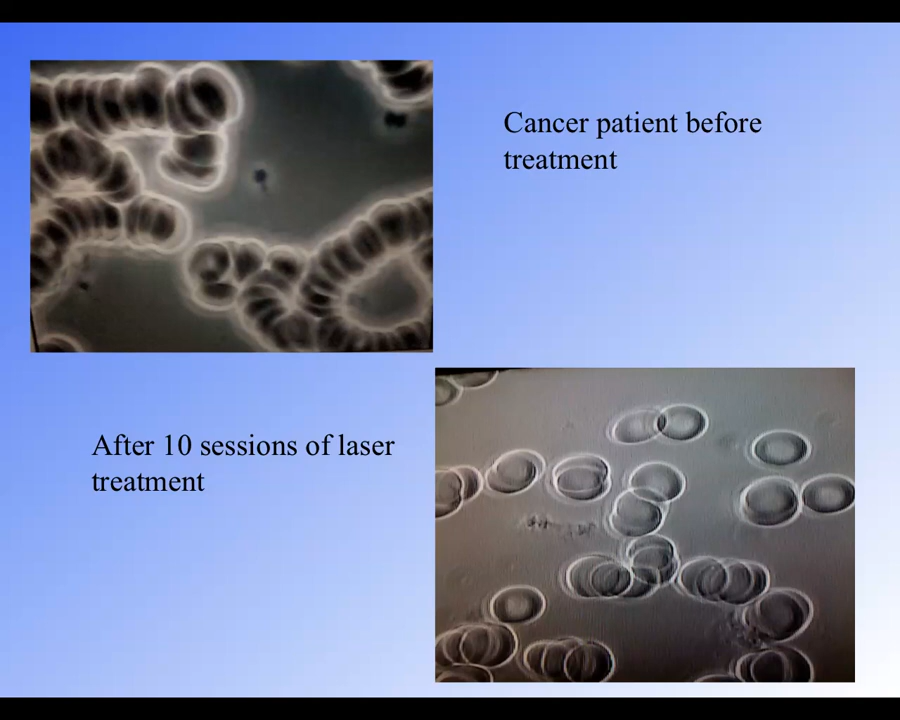 Cancer patient before
treatment
After 10 sessions of laser
treatment